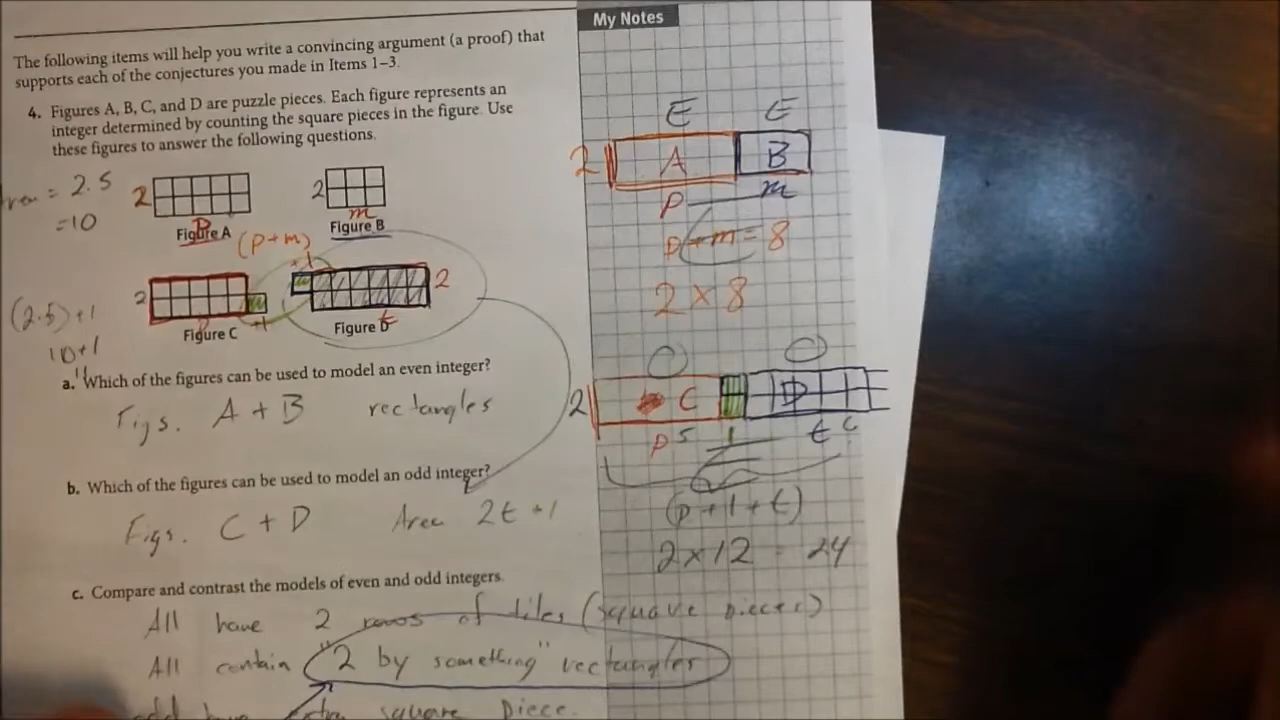 My Notes
The following items will help you write a convincing argument (a proof) that
supports each of the conjectures you made in Items 1–3.
4. Figures A, B, C, and D are puzzle pieces. Each figure represents an
integer determined by counting the square pieces in the figure. Use
these figures to answer the following questions.
= 2.5
=10
2
2
P
m
Figure A
Figure B
(P+m)
2
+1
+1
2
(2.5)+1
10+1
11
Figure C
Figure D
t
a. Which of the figures can be used to model an even integer?
Figs. A + B rectangles
b. Which of the figures can be used to model an odd integer?
Figs. C + D Area 2t +1
c. Compare and contrast the models of even and odd integers.
All have 2 rows of tiles (square pieces)
All contain "2 by something" rectangles
odd have extra square piece.
E E
2 A B
P m
p+m = 8
2 × 8
O O
2 C D
P 5 1 t 6
(p+1+t)
2×12 = 24